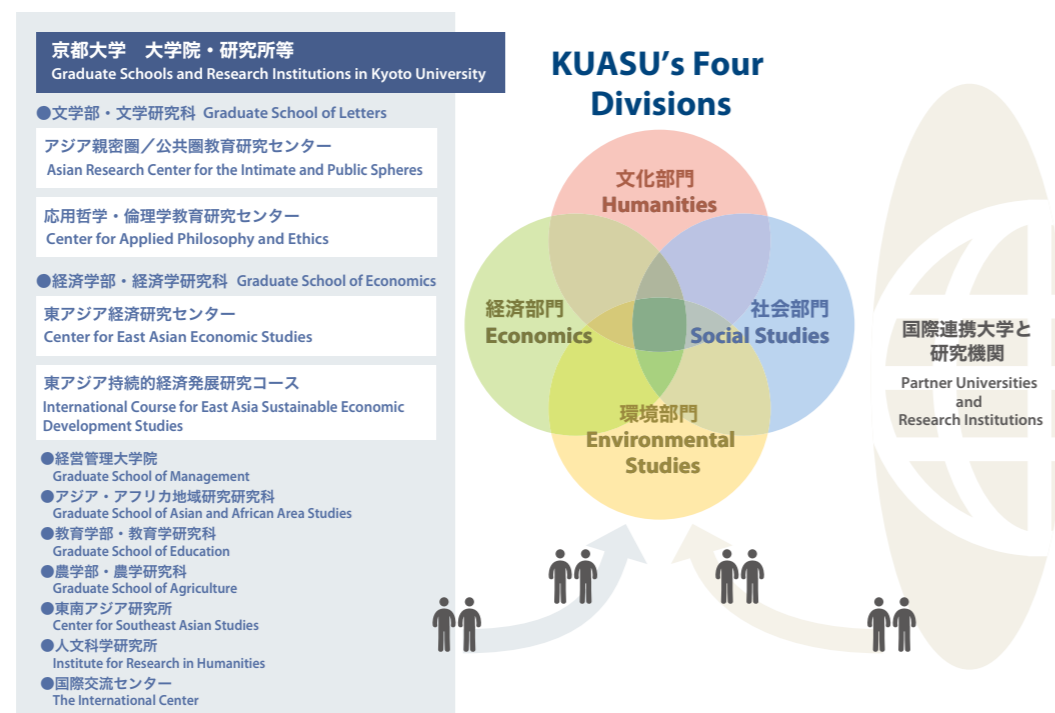 京都大学　大学院・研究所等
Graduate Schools and Research Institutions in Kyoto University
●文学部・文学研究科 Graduate School of Letters
アジア親密圏／公共圏教育研究センター
Asian Research Center for the Intimate and Public Spheres
応用哲学・倫理学教育研究センター
Center for Applied Philosophy and Ethics
●経済学部・経済学研究科 Graduate School of Economics
東アジア経済研究センター
Center for East Asian Economic Studies
東アジア持続的経済発展研究コース
International Course for East Asia Sustainable Economic
Development Studies
●経営管理大学院
Graduate School of Management
●アジア・アフリカ地域研究研究科
Graduate School of Asian and African Area Studies
●教育学部・教育学研究科
Graduate School of Education
●農学部・農学研究科
Graduate School of Agriculture
●東南アジア研究所
Center for Southeast Asian Studies
●人文科学研究所
Institute for Research in Humanities
●国際交流センター
The International Center
KUASU's Four
Divisions
文化部門
Humanities
経済部門
Economics
社会部門
Social Studies
環境部門
Environmental
Studies
国際連携大学と
研究機関
Partner Universities
and
Research Institutions